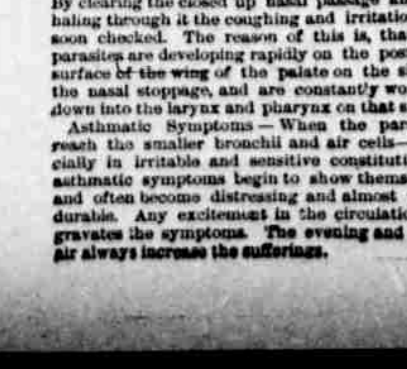 By clearing the closed up nasal passage an
haling through it the coughing and irritatio
soon checked. The reason of this is, tha
parasites are developing rapidly on the pos
surface of the wing of the palate on the s
the nasal stoppage, and are constantly wo
down into the larynx and pharynx on that s
Asthmatic Symptoms — When the par
reach the smaller bronchii and air cells—
cially in irritable and sensitive constituti
asthmatic symptoms begin to show thems
and often become distressing and almost
durable. Any excitement in the circulatio
gravates the symptoms. The evening and
air always increase the sufferings.